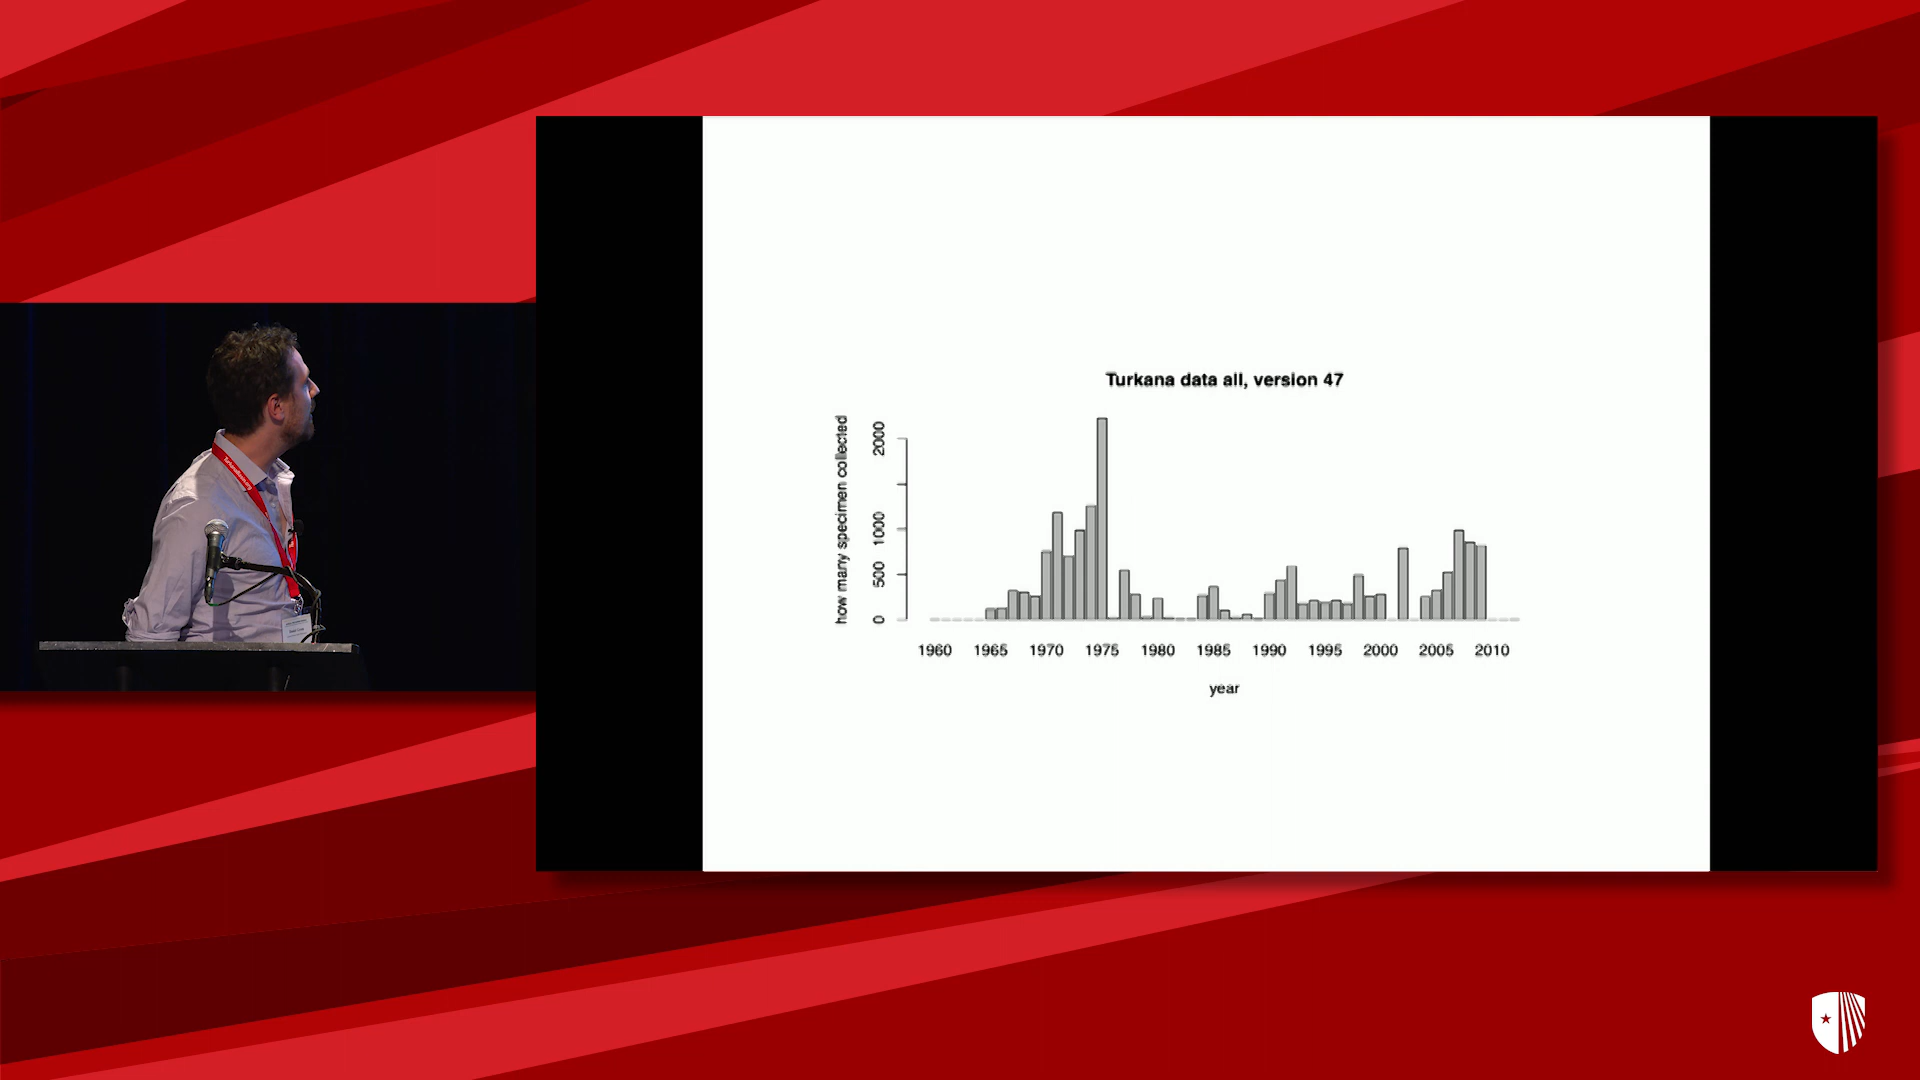 Turkana data all, version 47
how many specimen collected
2000
1000
500
0
1960 1965 1970 1975 1980 1985 1990 1995 2000 2005 2010
year